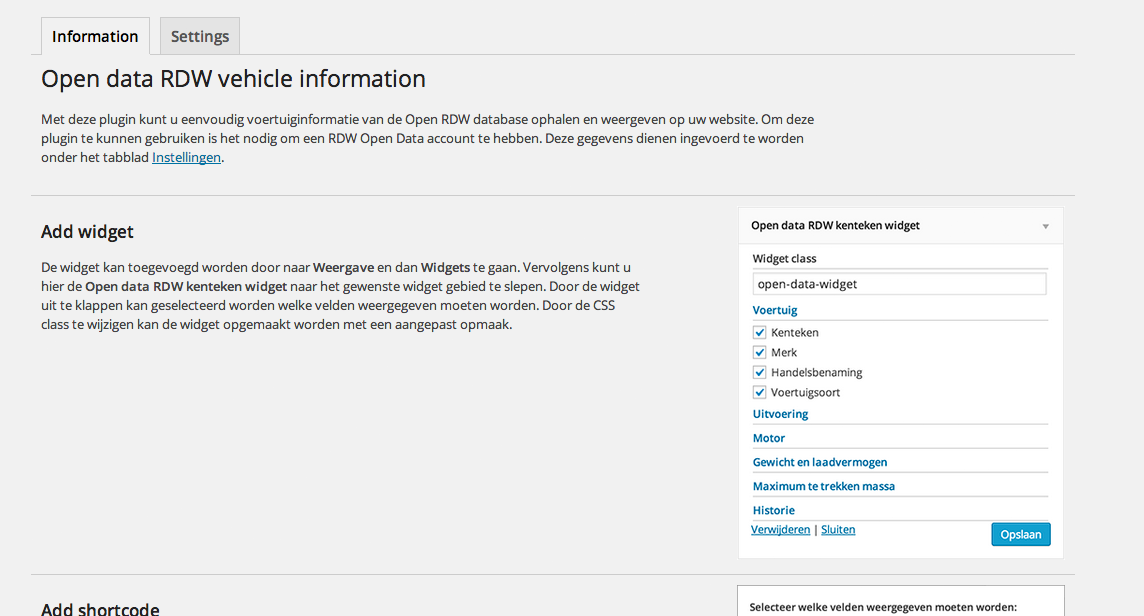 Information
Settings
Open data RDW vehicle information
Met deze plugin kunt u eenvoudig voertuiginformatie van de Open RDW database ophalen en weergeven op uw website. Om deze
plugin te kunnen gebruiken is het nodig om een RDW Open Data account te hebben. Deze gegevens dienen ingevoerd te worden
onder het tabblad Instellingen.
Add widget
De widget kan toegevoegd worden door naar Weergave en dan Widgets te gaan. Vervolgens kunt u
hier de Open data RDW kenteken widget naar het gewenste widget gebied te slepen. Door de widget
uit te klappen kan geselecteerd worden welke velden weergegeven moeten worden. Door de CSS
class te wijzigen kan de widget opgemaakt worden met een aangepast opmaak.
Open data RDW kenteken widget
Widget class
open-data-widget
Voertuig
Kenteken
Merk
Handelsbenaming
Voertuigsoort
Uitvoering
Motor
Gewicht en laadvermogen
Maximum te trekken massa
Historie
Verwijderen | Sluiten
Opslaan
Add shortcode
Selecteer welke velden weergegeven moeten worden: